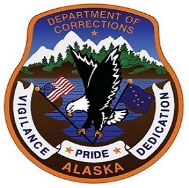 DEPARTMENT OF
CORRECTIONS
VIGILANCE
PRIDE
DEDICATION
ALASKA